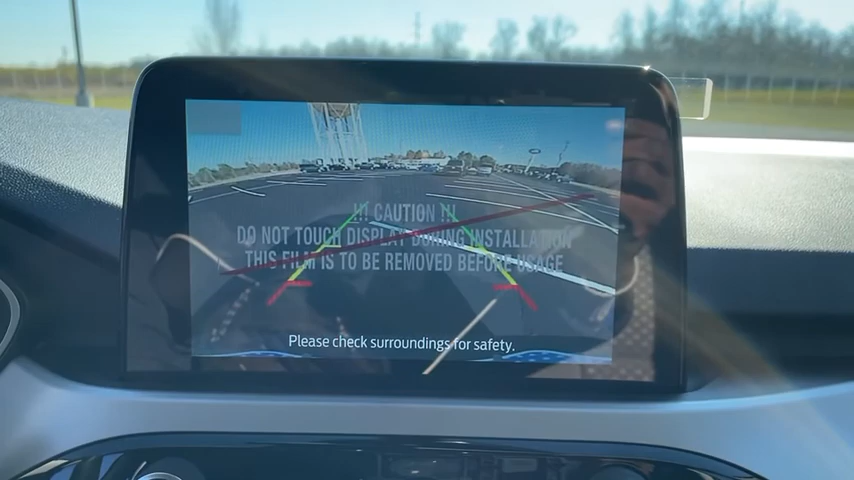 !!! CAUTION !!!
DO NOT TOUCH DISPLAY DURING INSTALLATION
THIS FILM IS TO BE REMOVED BEFORE USAGE
Please check surroundings for safety.